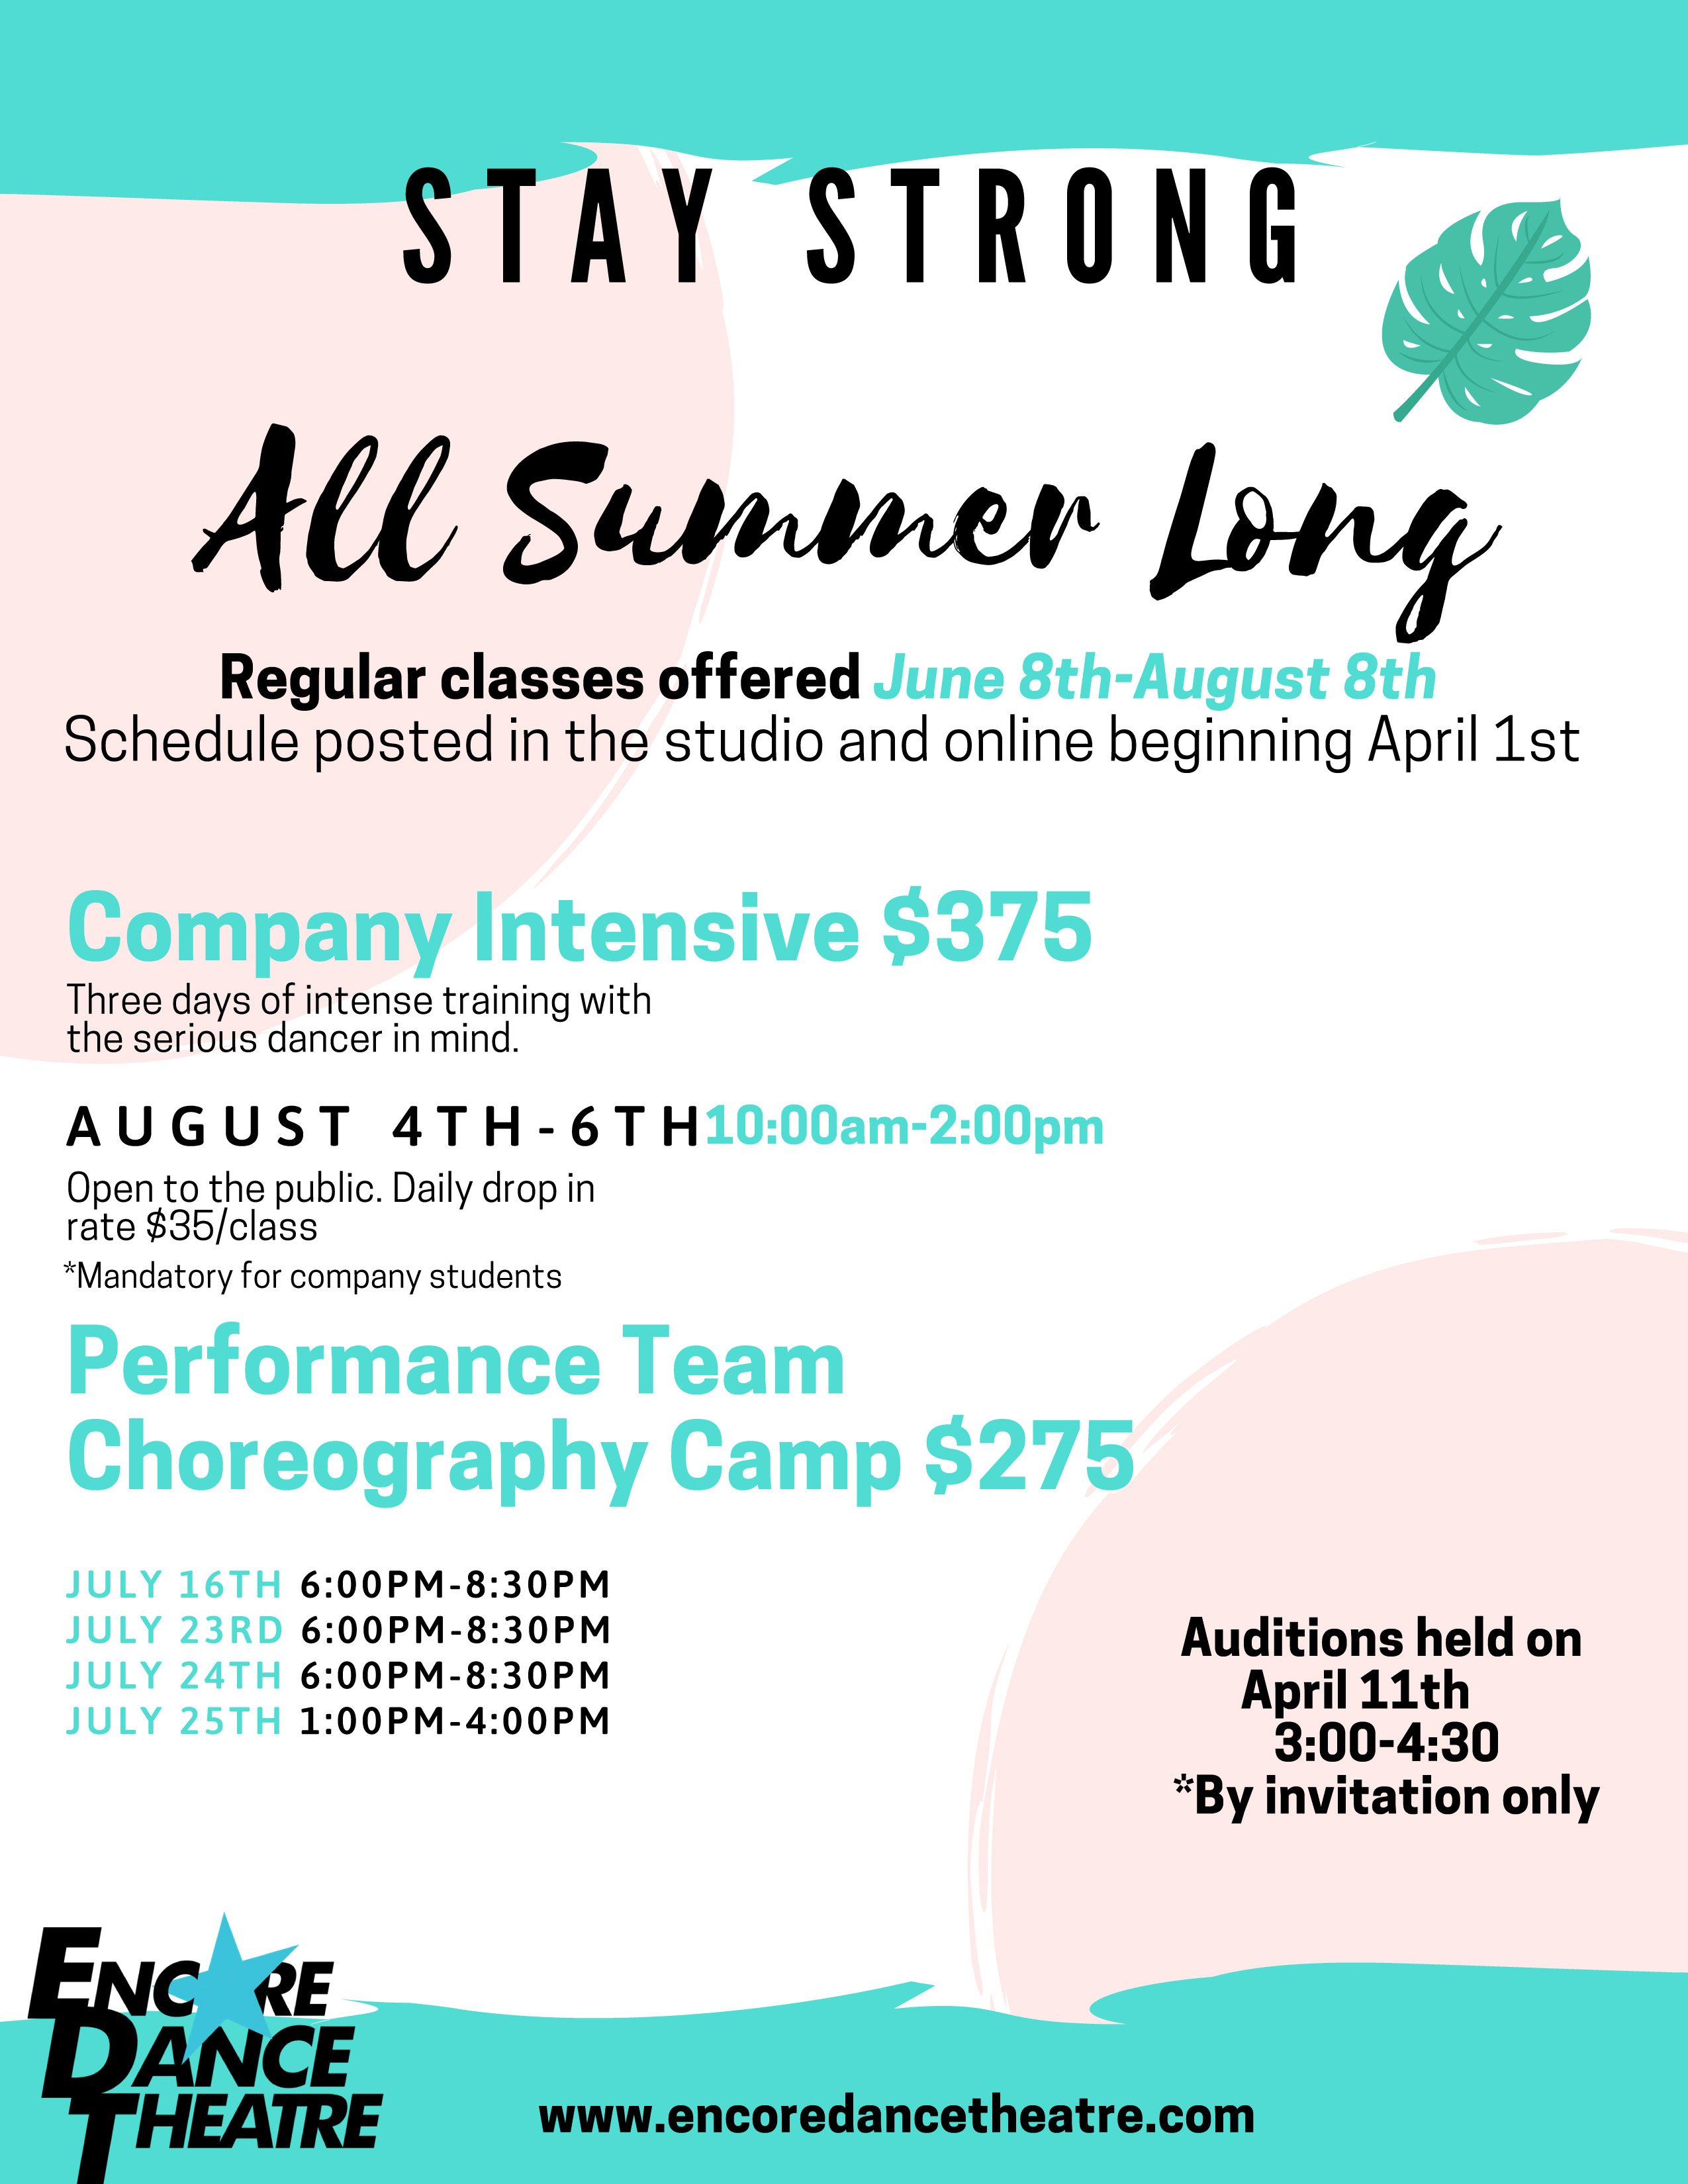 STAY STRONG
All Summer Long
Regular classes offered June 8th-August 8th
Schedule posted in the studio and online beginning April 1st
Company Intensive $375
Three days of intense training with
the serious dancer in mind.
AUGUST 4TH-6TH 10:00am-2:00pm
Open to the public. Daily drop in
rate $35/class
*Mandatory for company students
Performance Team
Choreography Camp $275
JULY 16TH 6:00PM-8:30PM
JULY 23RD 6:00PM-8:30PM
JULY 24TH 6:00PM-8:30PM
JULY 25TH 1:00PM-4:00PM
Auditions held on
April 11th
3:00-4:30
*By invitation only
ENCORE
DANCE
THEATRE
www.encoredancetheatre.com